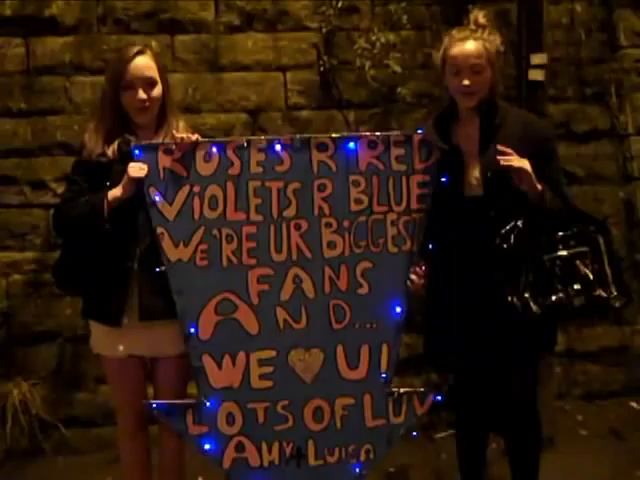 ROSES R RED
ViOLETS R BLUE
WE'RE UR BiGGEST
FANS
AND...
WE ♥ U!
LOTS OF LUV
AMY + LUISA